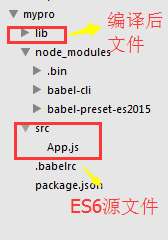 mypro
lib
编译后
文件
node_modules
.bin
babel-cli
babel-preset-es2015
src
App.js
.babelrc
package.json
ES6源文件